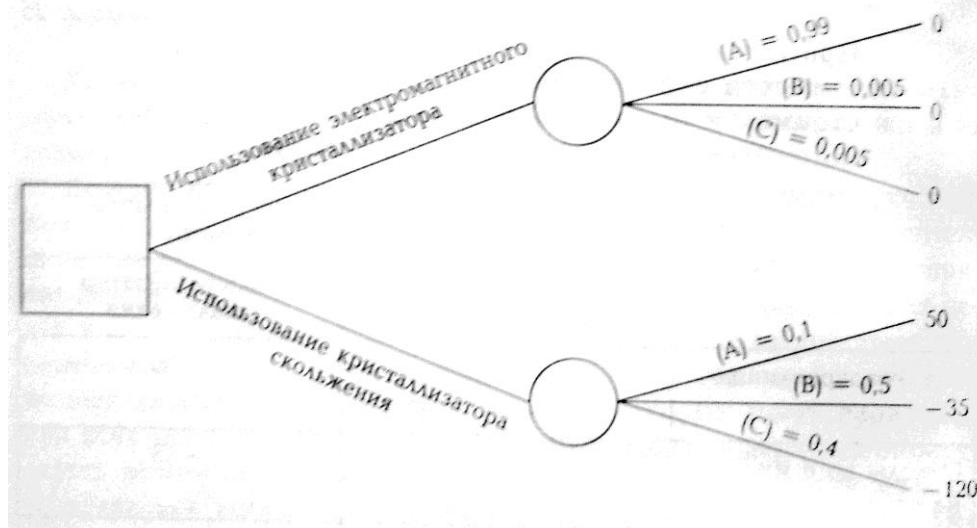 Использование электромагнитного
кристаллизатора
(A) = 0,99
0
(B) = 0,005
0
(C) = 0,005
0
Использование кристаллизатора
скольжения
(A) = 0,1
50
(B) = 0,5
–35
(C) = 0,4
–120